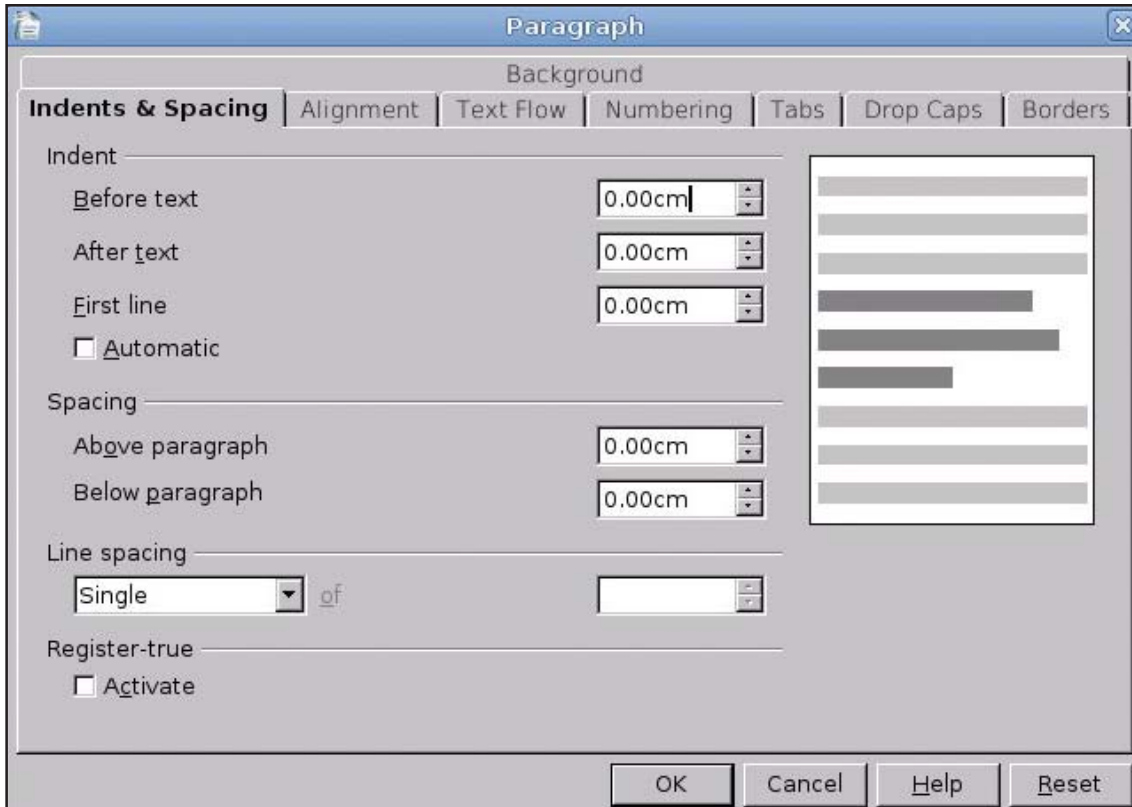 Paragraph
Background
Indents & Spacing Alignment Text Flow Numbering Tabs Drop Caps Borders
Indent
Before text 0.00cm
After text 0.00cm
First line 0.00cm
Automatic
Spacing
Above paragraph 0.00cm
Below paragraph 0.00cm
Line spacing
Single of
Register-true
Activate
OK Cancel Help Reset